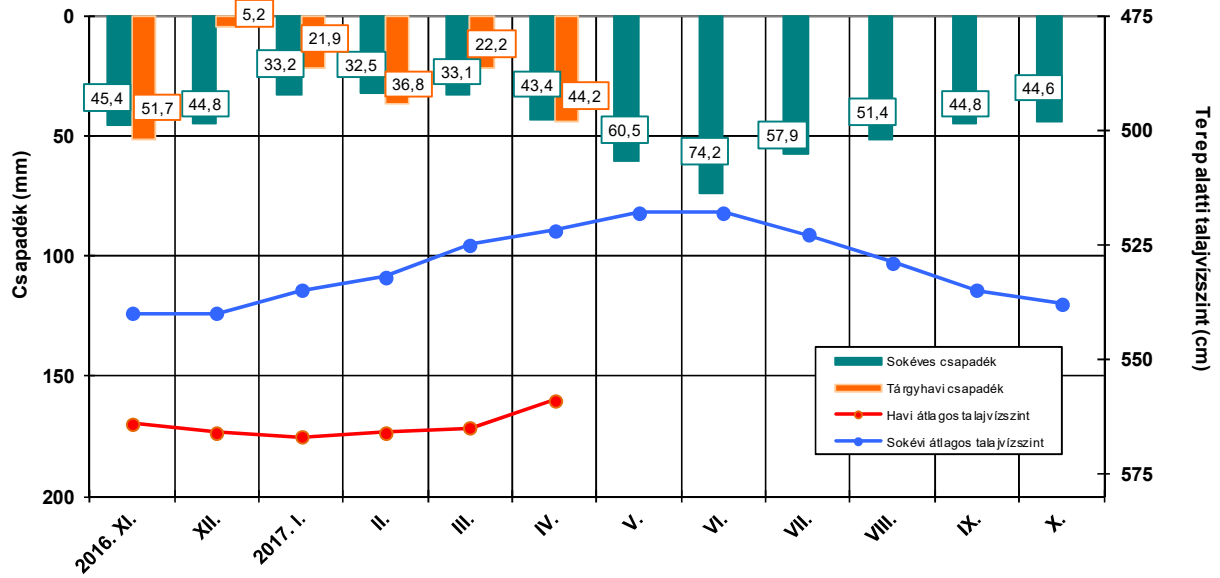 0
50
100
150
200
Csapadék (mm)
475
500
525
550
575
Terep alatti talajvízszint (cm)
45,4
51,7
44,8
5,2
33,2
21,9
32,5
36,8
33,1
22,2
43,4
44,2
60,5
74,2
57,9
51,4
44,8
44,6
Sokéves csapadék
Tárgyhavi csapadék
Havi átlagos talajvízszint
Sokévi átlagos talajvízszint
2016. XI.
XII.
2017. I.
II.
III.
IV.
V.
VI.
VII.
VIII.
IX.
X.